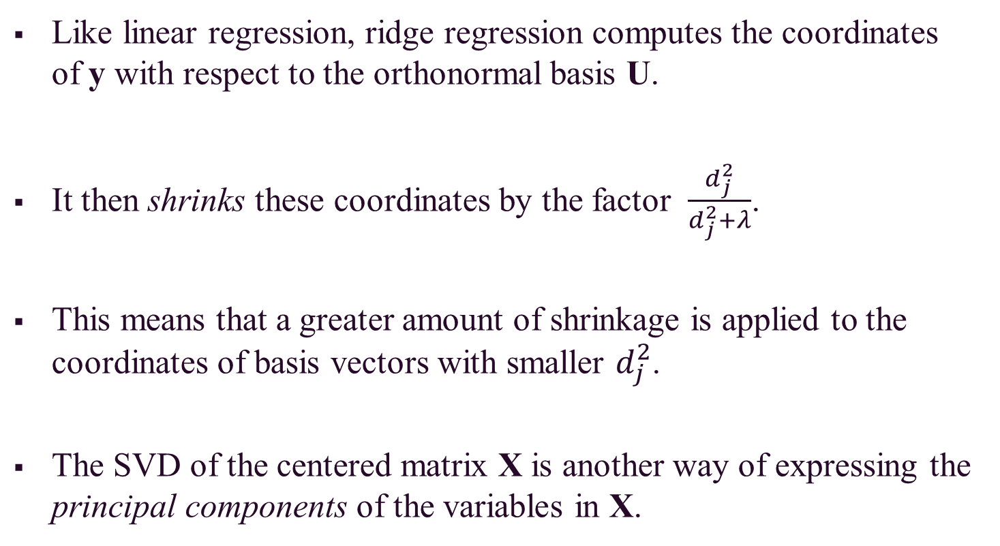 ▪ Like linear regression, ridge regression computes the coordinates
of y with respect to the orthonormal basis U.
▪ It then shrinks these coordinates by the factor $\frac{d_j^2}{d_j^2+\lambda}$.
▪ This means that a greater amount of shrinkage is applied to the
coordinates of basis vectors with smaller $d_j^2$.
▪ The SVD of the centered matrix X is another way of expressing the
principal components of the variables in X.